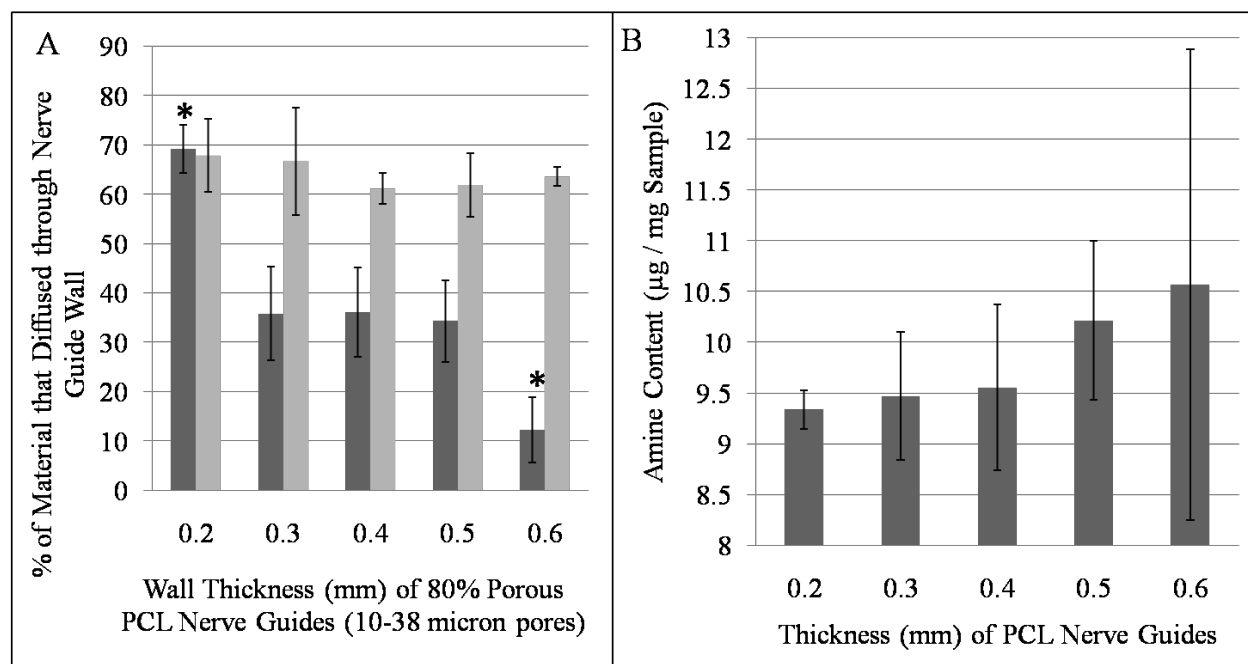 A
% of Material that Diffused through Nerve
Guide Wall
90
80
70
60
50
40
30
20
10
0
*
*
0.2 0.3 0.4 0.5 0.6
Wall Thickness (mm) of 80% Porous
PCL Nerve Guides (10-38 micron pores)
B
Amine Content (µg / mg Sample)
13
12.5
12
11.5
11
10.5
10
9.5
9
8.5
8
0.2 0.3 0.4 0.5 0.6
Thickness (mm) of PCL Nerve Guides